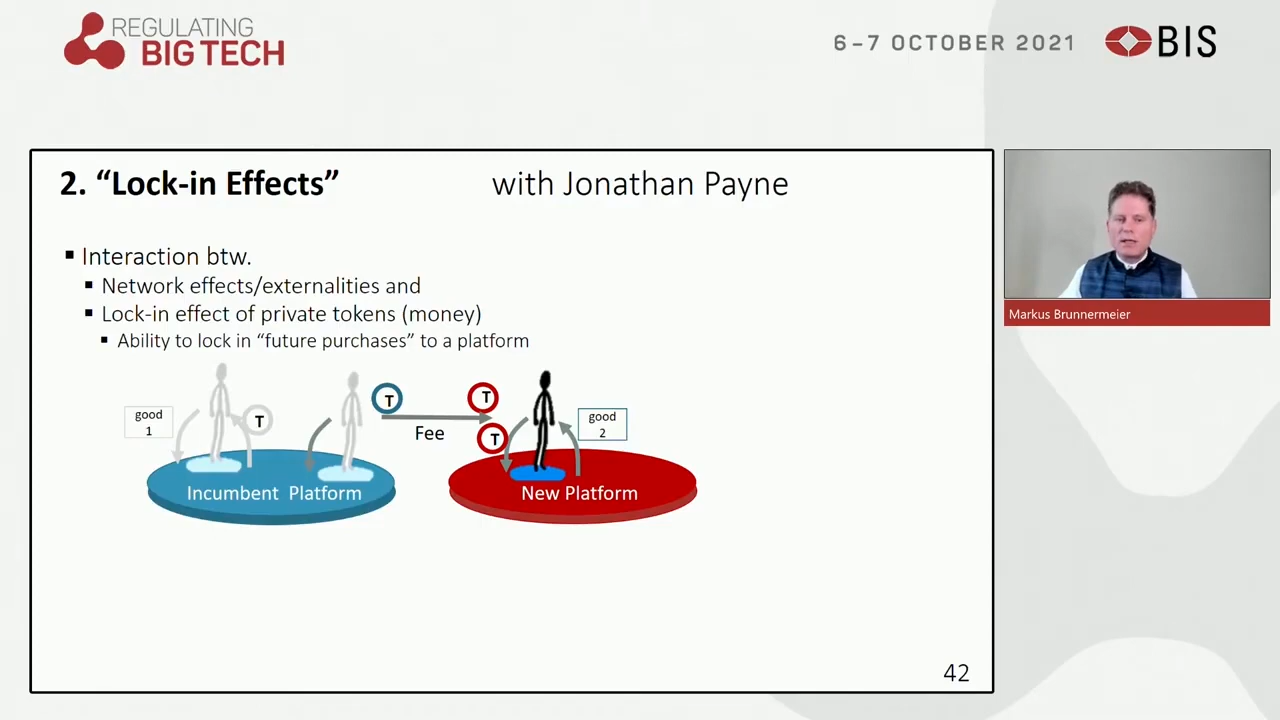 REGULATING
BIG TECH
6–7 OCTOBER 2021
BIS
2. “Lock-in Effects”
with Jonathan Payne
Interaction btw.
Network effects/externalities and
Lock-in effect of private tokens (money)
Ability to lock in “future purchases” to a platform
good
1
T
T
Fee
T
T
good
2
Incumbent Platform
New Platform
42
Markus Brunnermeier